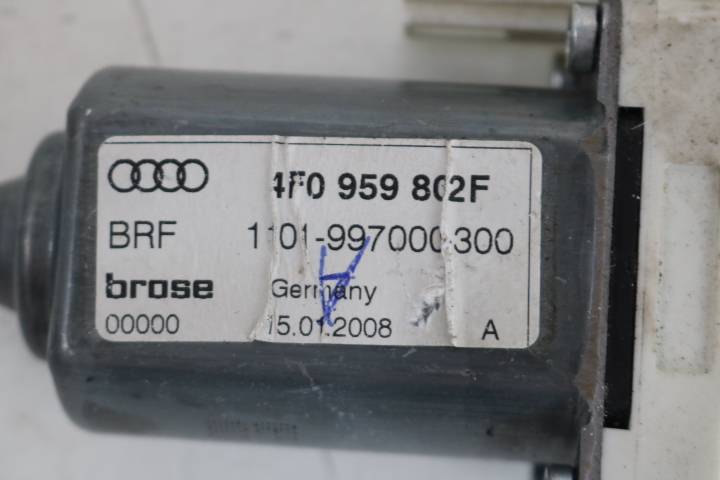 4F0 959 802F
BRF 1101-997000-300
brose Germany
00000 15.01.2008 A